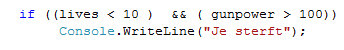 if ((lives < 10 )  && ( gunpower > 100))
Console.WriteLine("Je sterft");